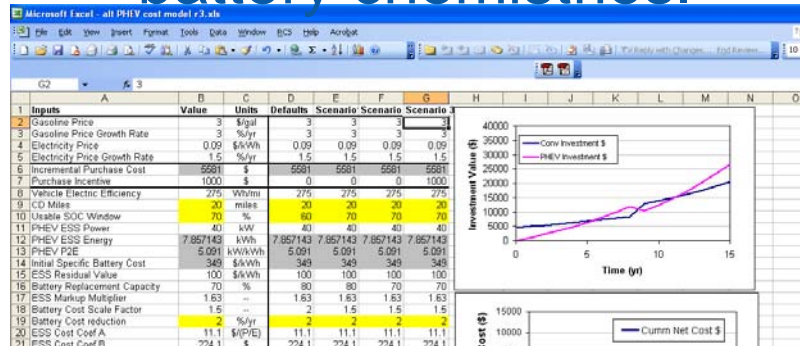 battery chemistries.
Microsoft Excel - alt PHEV cost model r3.xls
File Edit View Insert Format Tools Data Window RCS Help Acrobat
Reply with Changes... End Review...
10
G2 fx 3
A B C D E F G H I J K L M N O
1 Inputs Value Units Defaults Scenario Scenario Scenario 3
2 Gasoline Price 3 $/gal 3 3 3 3
3 Gasoline Price Growth Rate 3 %/yr 3 3 3 3
4 Electricity Price 0.09 $/kWh 0.09 0.09 0.09 0.09
5 Electricity Price Growth Rate 1.5 %/yr 1.5 1.5 1.5 1.5
6 Incremental Purchase Cost 5581 $ 5581 5581 5581 5581
7 Purchase Incentive 1000 $ 0 0 0 1000
8 Vehicle Electric Efficiency 275 Wh/mi 275 275 275 275
9 CD Miles 20 miles 20 20 20 20
10 Usable SOC Window 70 % 60 70 70 70
11 PHEV ESS Power 40 kW 40 40 40 40
12 PHEV ESS Energy 7.857143 kWh 7.857143 7.857143 7.857143 7.857143
13 PHEV P2E 5.091 kW/kWh 5.091 5.091 5.091 5.091
14 Initial Specific Battery Cost 349 $/kWh 349 349 349 349
15 ESS Residual Value 100 $/kWh 100 100 100 100
16 Battery Replacement Capacity 70 % 80 80 70 70
17 ESS Markup Multiplier 1.63 -- 1.63 1.63 1.63 1.63
18 Battery Cost Scale Factor 1.5 -- 2 1.5 1.5 1.5
19 Battery Cost reduction 2 %/yr 2 2 2 2
20 ESS Cost Coef A 11.1 $/(P/E) 11.1 11.1 11.1 11.1
21 ESS Cost Coef B 224.1 $ 224.1 224.1 224.1 224.1
Investment Value ($)
40000
35000
30000
25000
20000
15000
10000
5000
0
Conv Investment $
PHEV Investment $
0 5 10 15
Time (yr)
Cost ($)
15000
10000
Cumm Net Cost $